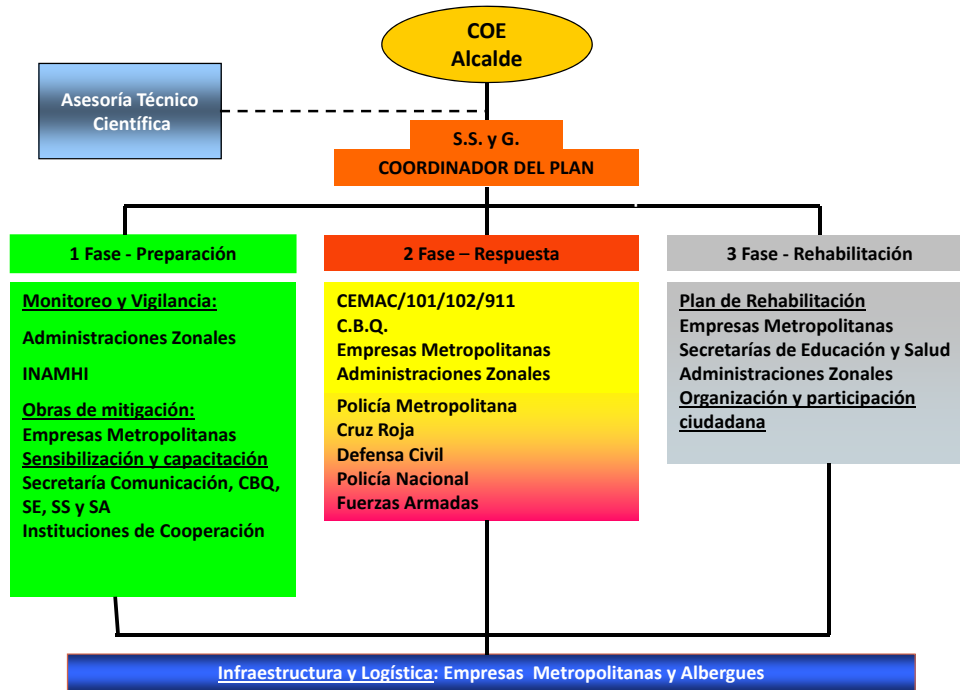 COE
Alcalde
Asesoría Técnico
Científica
S.S. y G.
COORDINADOR DEL PLAN
1 Fase - Preparación
Monitoreo y Vigilancia:
Administraciones Zonales
INAMHI
Obras de mitigación:
Empresas Metropolitanas
Sensibilización y capacitación
Secretaría Comunicación, CBQ,
SE, SS y SA
Instituciones de Cooperación
2 Fase – Respuesta
CEMAC/101/102/911
C.B.Q.
Empresas Metropolitanas
Administraciones Zonales
Policía Metropolitana
Cruz Roja
Defensa Civil
Policía Nacional
Fuerzas Armadas
3 Fase - Rehabilitación
Plan de Rehabilitación
Empresas Metropolitanas
Secretarías de Educación y Salud
Administraciones Zonales
Organización y participación
ciudadana
Infraestructura y Logística: Empresas Metropolitanas y Albergues